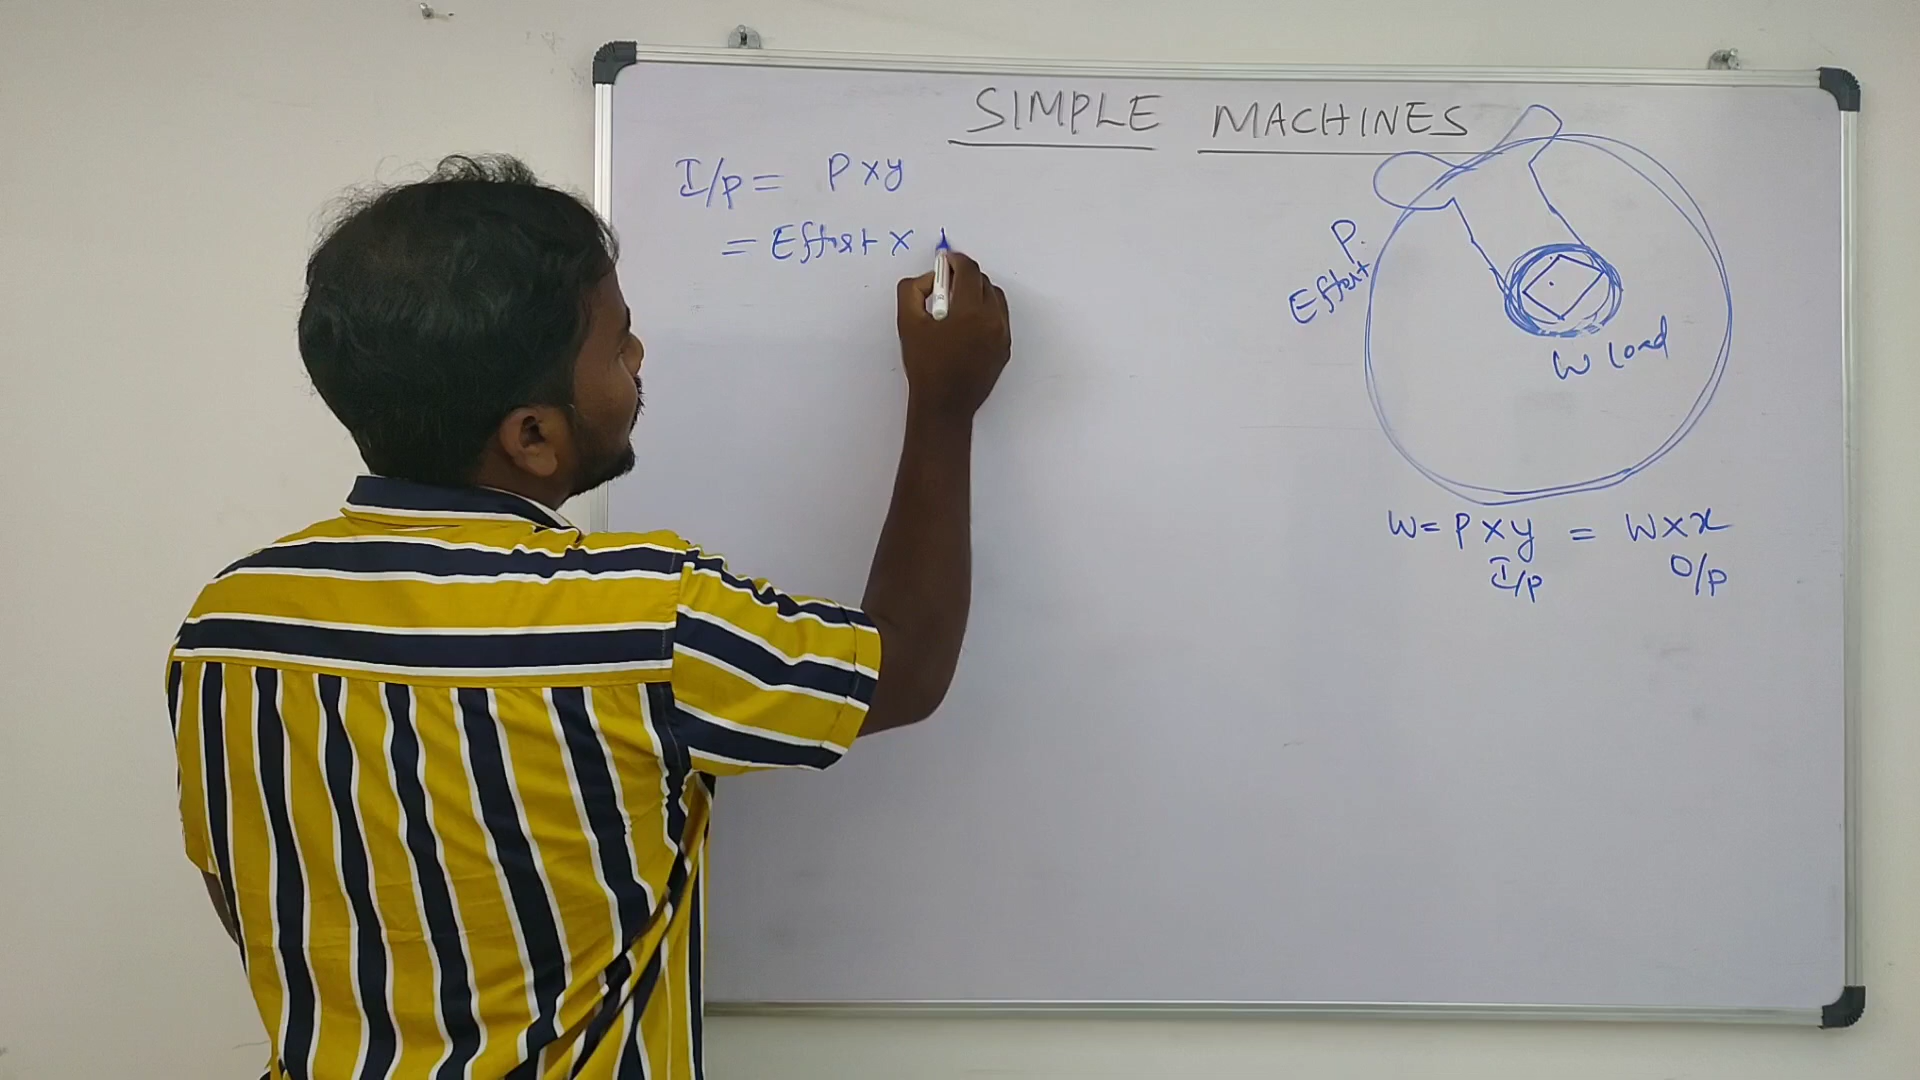 SIMPLE MACHINES
I/p = P x y
= Effort x
P.
Effort
W Load
W = P x y = W x x
I/p O/p